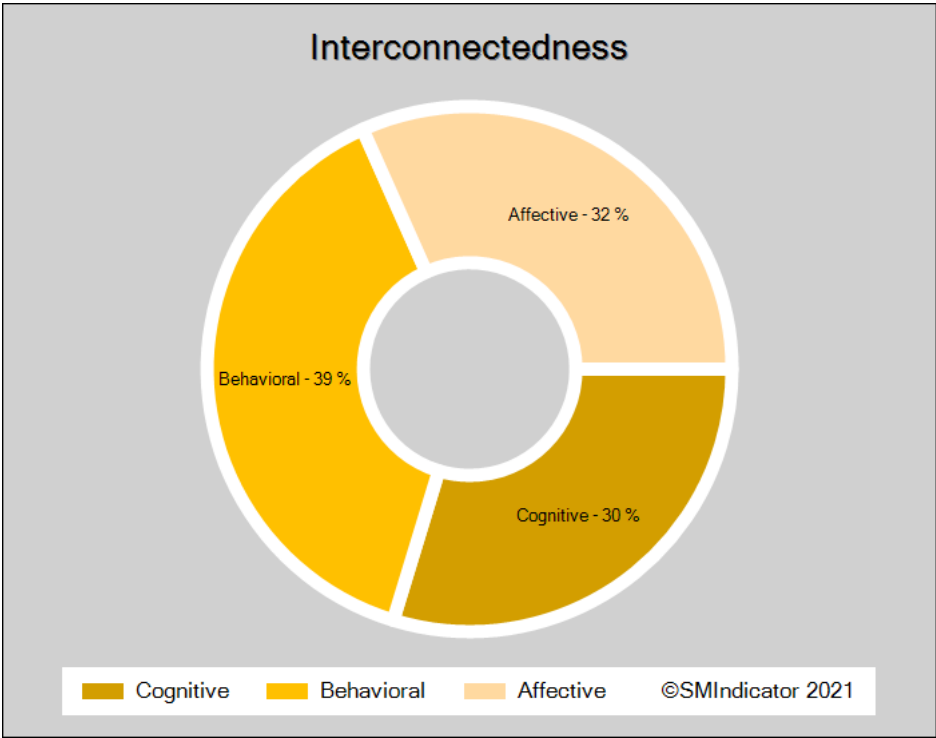 Interconnectedness
Affective - 32 %
Behavioral - 39 %
Cognitive - 30 %
Cognitive Behavioral Affective ©SMIndicator 2021